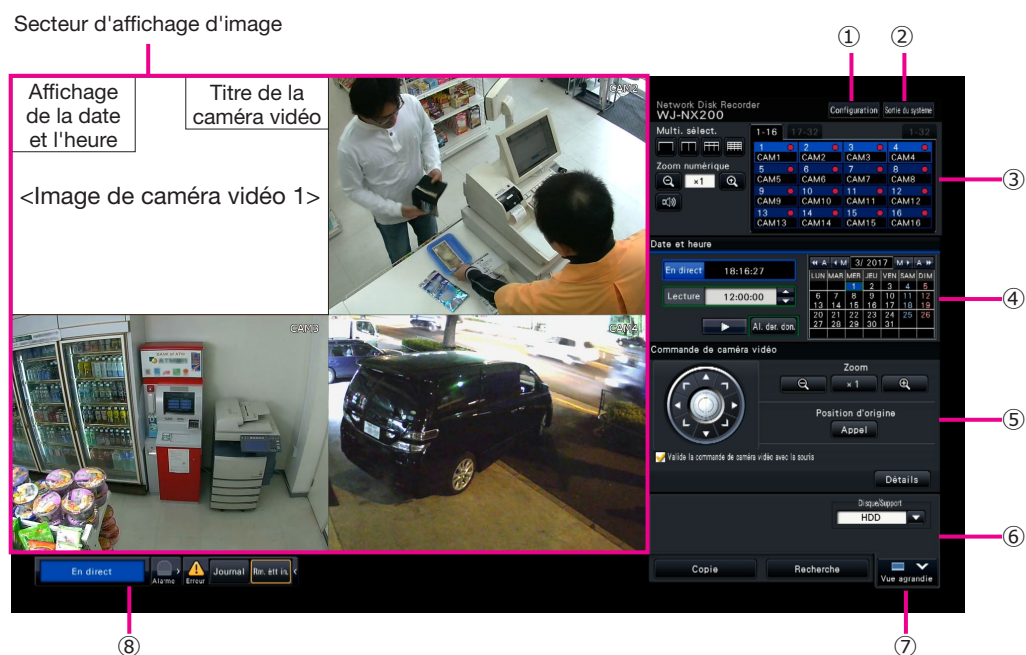 Secteur d'affichage d'image
① ②
Affichage de la date et l'heure
Titre de la caméra vidéo
<Image de caméra vidéo 1>
CAM2
CAM3
CAM4
Network Disk Recorder
WJ-NX200
Configuration
Sortie du système
Multi. sélect.
1-16 17-32 1-32
1 2 3 4
CAM1 CAM2 CAM3 CAM4
5 6 7 8
CAM5 CAM6 CAM7 CAM8
9 10 11 12
CAM9 CAM10 CAM11 CAM12
13 14 15 16
CAM13 CAM14 CAM15 CAM16
Zoom numérique
×1
③
Date et heure
En direct 18:16:27
Lecture 12:00:00
Al. der. don.
A M 3/ 2017 M A
LUN MAR MER JEU VEN SAM DIM
1 2 3 4 5
6 7 8 9 10 11 12
13 14 15 16 17 18 19
20 21 22 23 24 25 26
27 28 29 30 31
④
Commande de caméra vidéo
Zoom
×1
Position d'origine
Appel
⑤
Valide la commande de caméra vidéo avec la souris
Détails
Disque/Support
HDD
⑥
Copie Recherche
Vue agrandie
En direct
Alarme
Erreur
Journal
⑧ ⑦